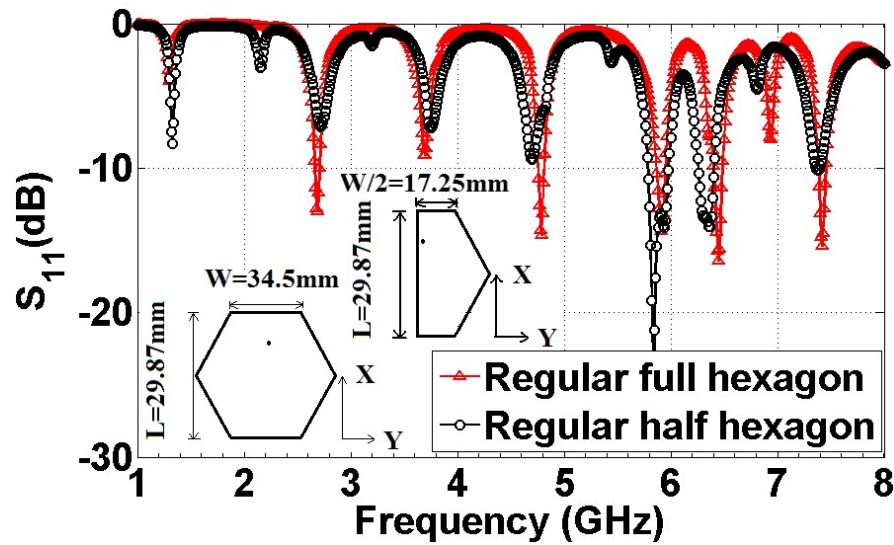 0
-10
-20
-30
S11(dB)
W/2=17.25mm
L=29.87mm
X
Y
W=34.5mm
L=29.87mm
X
Y
Regular full hexagon
Regular half hexagon
1 2 3 4 5 6 7 8
Frequency (GHz)